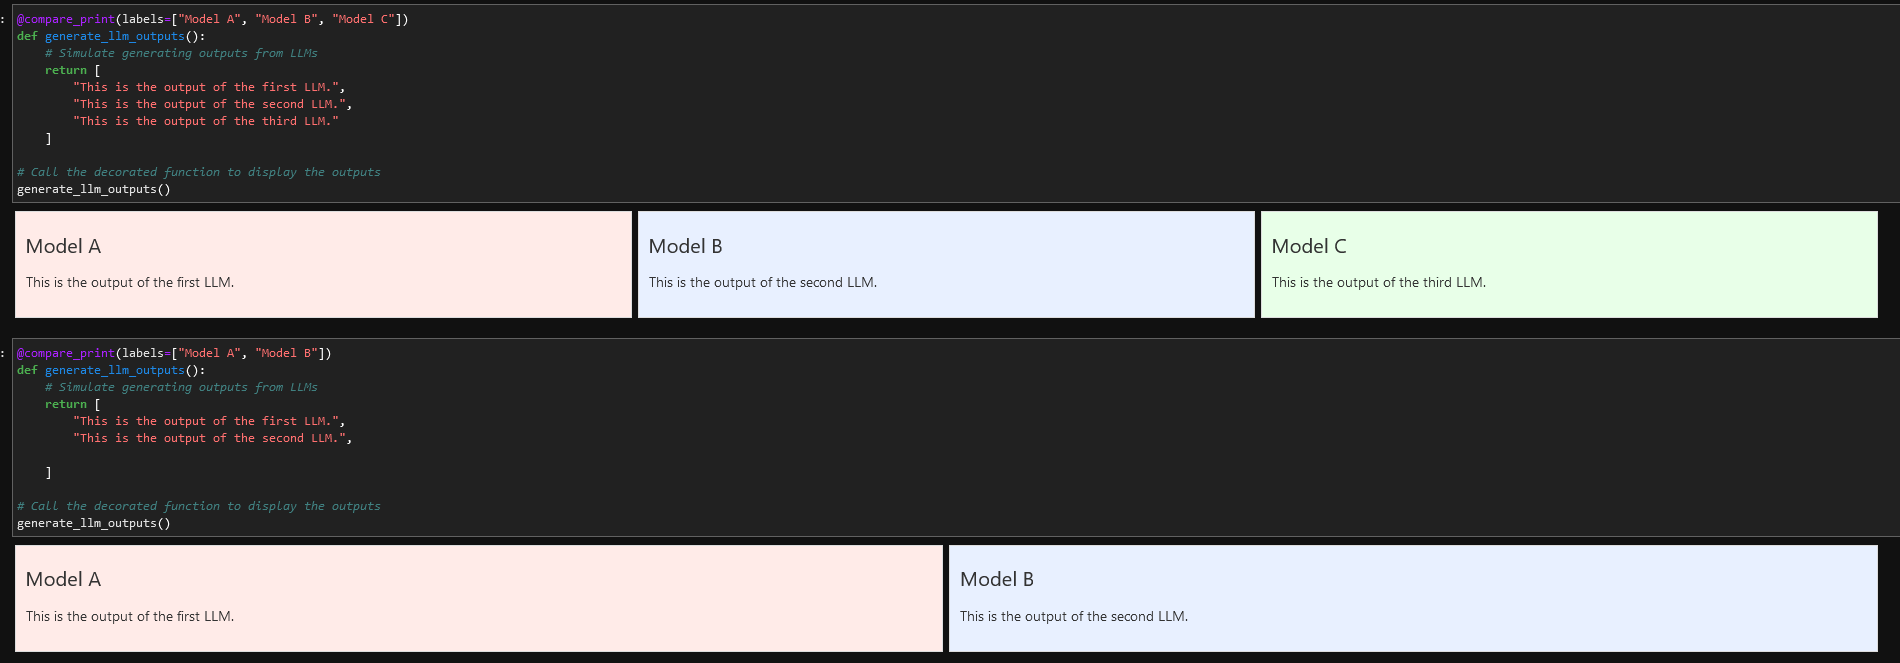 : @compare_print(labels=["Model A", "Model B", "Model C"])
def generate_llm_outputs():
    # Simulate generating outputs from LLMs
    return [
        "This is the output of the first LLM.",
        "This is the output of the second LLM.",
        "This is the output of the third LLM."
    ]
# Call the decorated function to display the outputs
generate_llm_outputs()
Model A
This is the output of the first LLM.
Model B
This is the output of the second LLM.
Model C
This is the output of the third LLM.
: @compare_print(labels=["Model A", "Model B"])
def generate_llm_outputs():
    # Simulate generating outputs from LLMs
    return [
        "This is the output of the first LLM.",
        "This is the output of the second LLM.",
    ]
# Call the decorated function to display the outputs
generate_llm_outputs()
Model A
This is the output of the first LLM.
Model B
This is the output of the second LLM.